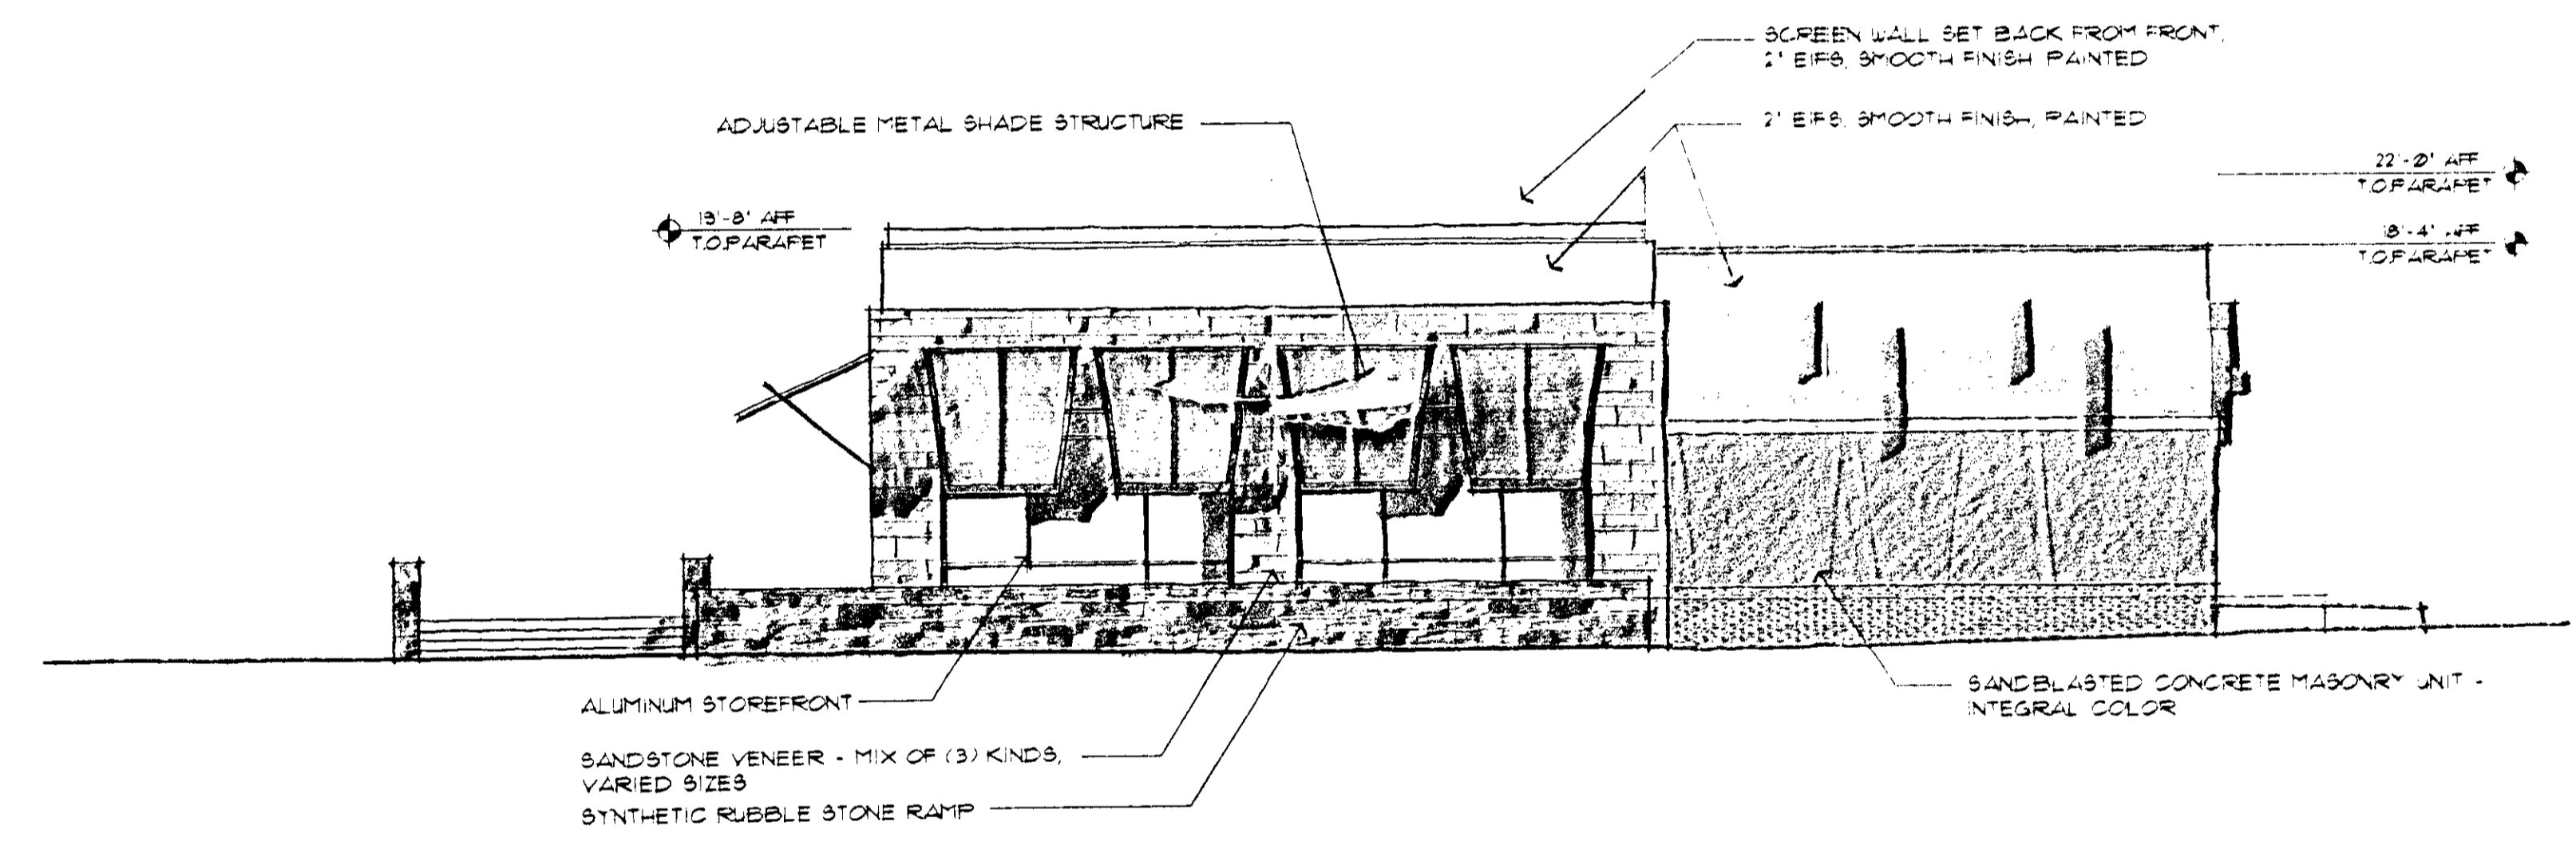 SCREEN WALL SET BACK FROM FRONT,
2" EIFS, SMOOTH FINISH PAINTED
ADJUSTABLE METAL SHADE STRUCTURE
2" EIFS, SMOOTH FINISH, PAINTED
22'-0" AFF
T.O.PARAPET
19'-8" AFF
T.O.PARAPET
18'-4" AFF
T.O.PARAPET
ALUMINUM STOREFRONT
SANDSTONE VENEER - MIX OF (3) KINDS,
VARIED SIZES
SYNTHETIC RUBBLE STONE RAMP
SANDBLASTED CONCRETE MASONRY UNIT -
INTEGRAL COLOR